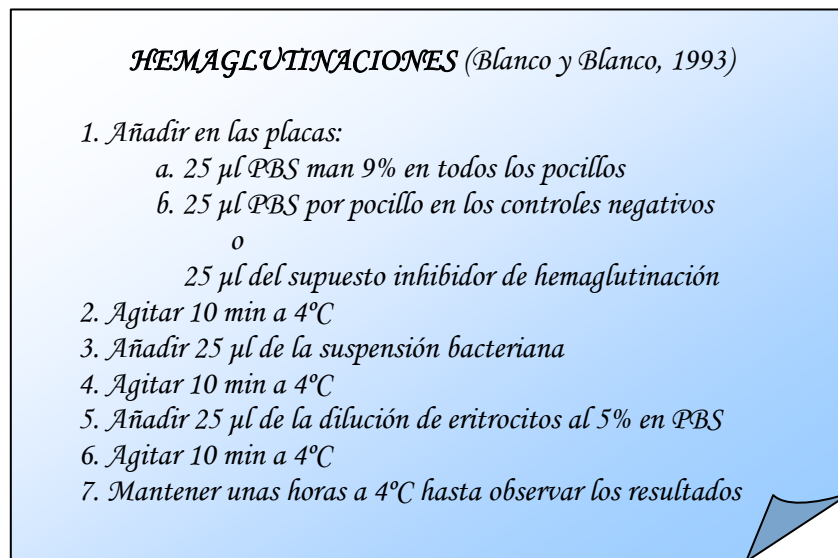 HEMAGLUTINACIONES (Blanco y Blanco, 1993)
1. Añadir en las placas:
a. 25 µl PBS man 9% en todos los pocillos
b. 25 µl PBS por pocillo en los controles negativos
o
25 µl del supuesto inhibidor de hemaglutinación
2. Agitar 10 min a 4ºC
3. Añadir 25 µl de la suspensión bacteriana
4. Agitar 10 min a 4ºC
5. Añadir 25 µl de la dilución de eritrocitos al 5% en PBS
6. Agitar 10 min a 4ºC
7. Mantener unas horas a 4ºC hasta observar los resultados